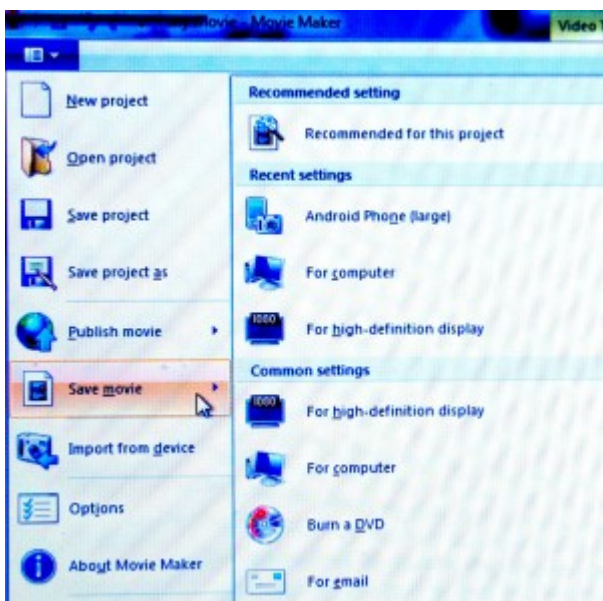 Movie - Movie Maker
Video
New project
Open project
Save project
Save project as
Publish movie
Save movie
Import from device
Options
About Movie Maker
Recommended setting
Recommended for this project
Recent settings
Android Phone (large)
For computer
1080
For high-definition display
Common settings
1080
For high-definition display
For computer
Burn a DVD
For email